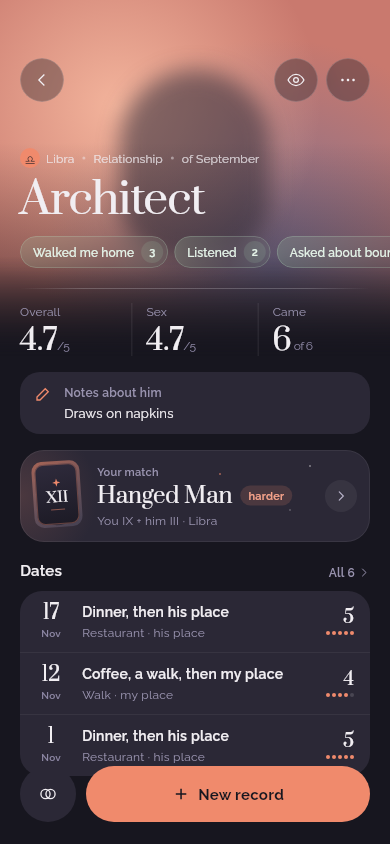 Libra • Relationship • of September
Architect
Walked me home 3 Listened 2 Asked about bour
Overall Sex Came
4.7/5 4.7/5 6 of 6
Notes about him
Draws on napkins
XII
Your match
Hanged Man harder
You IX + him III · Libra
Dates All 6
17 Nov Dinner, then his place 5
Restaurant · his place
12 Nov Coffee, a walk, then my place 4
Walk · my place
1 Nov Dinner, then his place 5
Restaurant · his place
+ New record